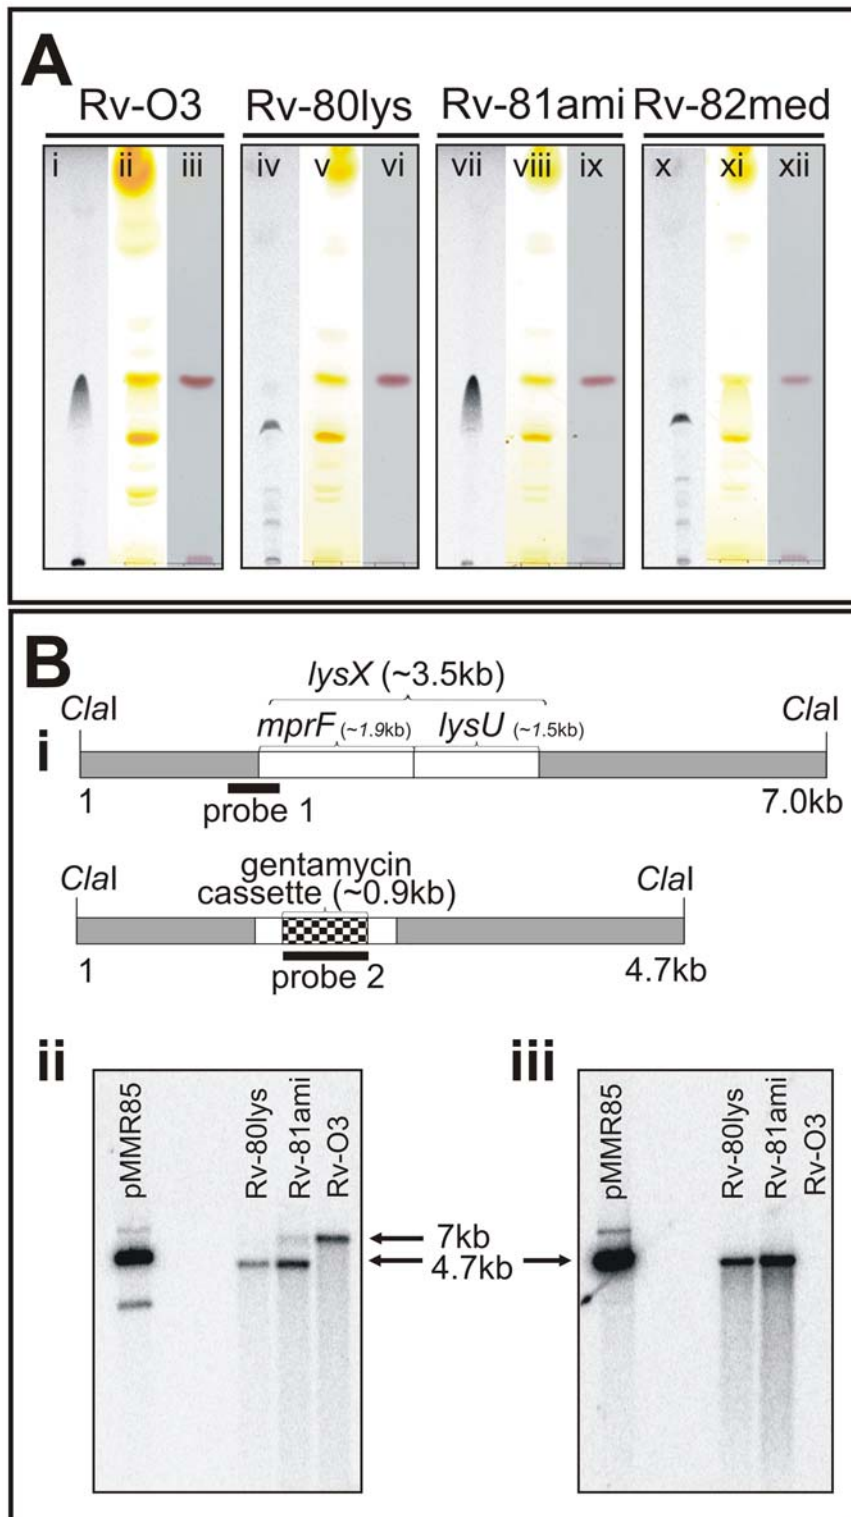 A
Rv-O3 Rv-80lys Rv-81ami Rv-82med
i ii iii iv v vi vii viii ix x xi xii
B
lysX (~3.5kb)
ClaI mprF (~1.9kb) lysU (~1.5kb) ClaI
i
1 probe 1 7.0kb
gentamycin
ClaI cassette (~0.9kb) ClaI
1 probe 2 4.7kb
ii iii
pMMR85 Rv-80lys Rv-81ami Rv-O3 pMMR85 Rv-80lys Rv-81ami Rv-O3
7kb
4.7kb